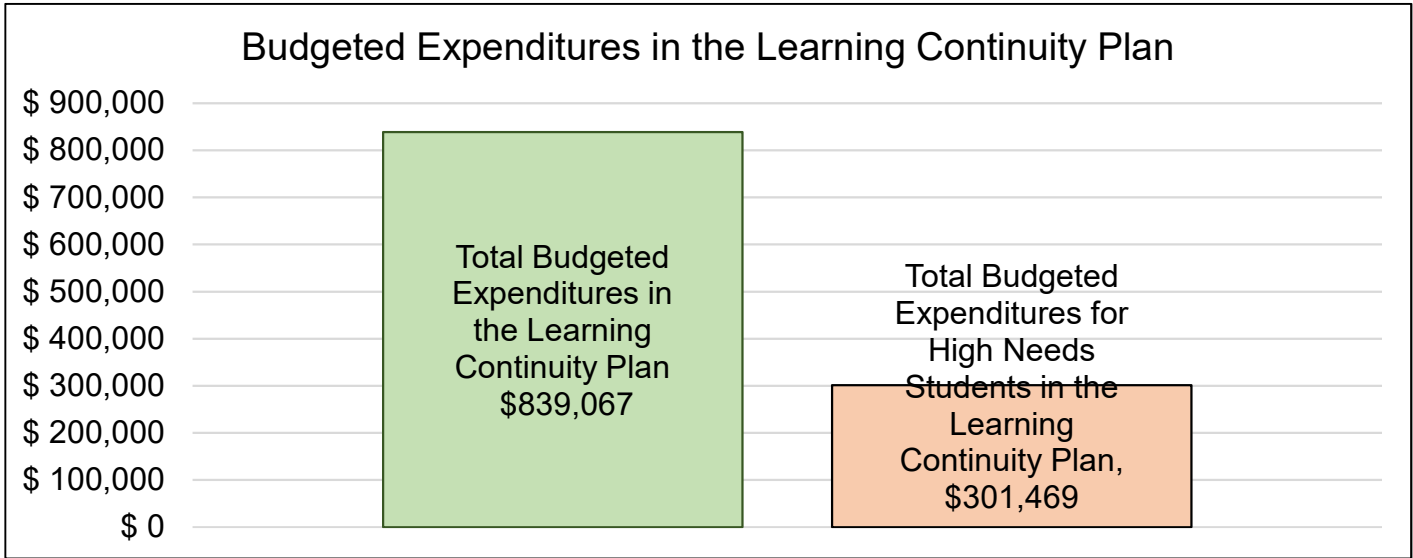 Budgeted Expenditures in the Learning Continuity Plan
$ 900,000
$ 800,000
$ 700,000
$ 600,000
$ 500,000
$ 400,000
$ 300,000
$ 200,000
$ 100,000
$ 0
Total Budgeted
Expenditures in
the Learning
Continuity Plan
$839,067
Total Budgeted
Expenditures for
High Needs
Students in the
Learning
Continuity Plan,
$301,469